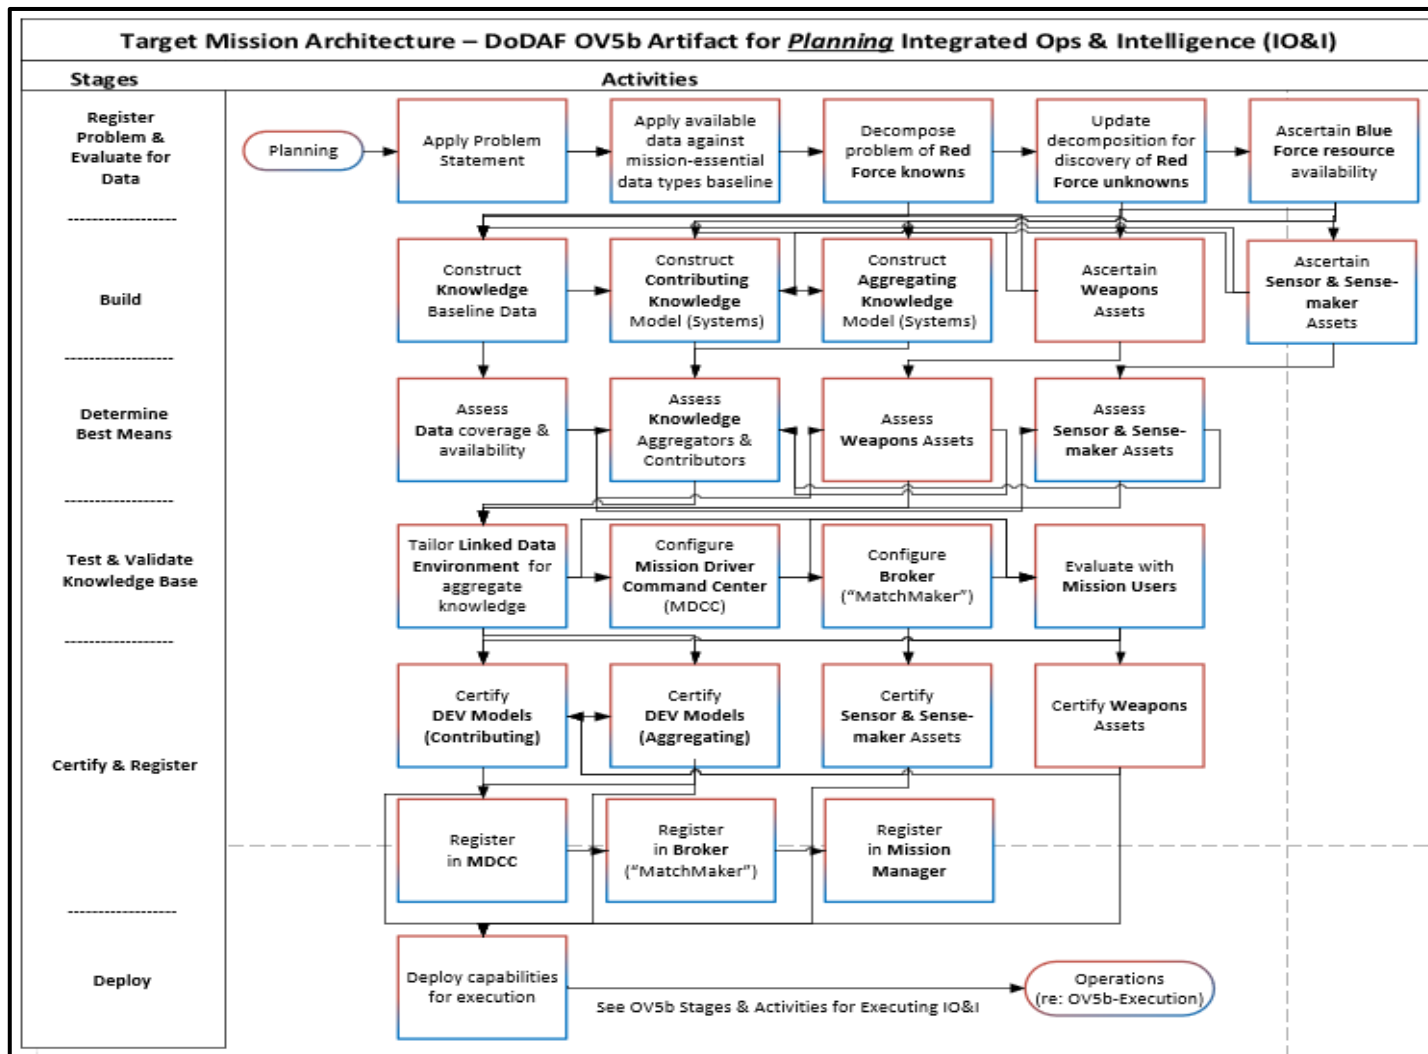 Target Mission Architecture – DoDAF OV5b Artifact for Planning Integrated Ops & Intelligence (IO&I)
Stages
Activities
Register
Problem &
Evaluate for
Data
Planning
Apply Problem
Statement
Apply available
data against
mission-essential
data types baseline
Decompose
problem of Red
Force knowns
Update
decomposition for
discovery of Red
Force unknowns
Ascertain Blue
Force resource
availability
------------------
Build
Construct
Knowledge
Baseline Data
Construct
Contributing
Knowledge
Model (Systems)
Construct
Aggregating
Knowledge
Model (Systems)
Ascertain
Weapons
Assets
Ascertain
Sensor & Sense-
maker
Assets
------------------
Determine
Best Means
Assess
Data coverage &
availability
Assess
Knowledge
Aggregators &
Contributors
Assess
Weapons Assets
Assess
Sensor & Sense-
maker Assets
------------------
Test & Validate
Knowledge Base
Tailor Linked Data
Environment for
aggregate
knowledge
Configure
Mission Driver
Command Center
(MDCC)
Configure
Broker
(“MatchMaker”)
Evaluate with
Mission Users
------------------
Certify & Register
Certify
DEV Models
(Contributing)
Certify
DEV Models
(Aggregating)
Certify
Sensor & Sense-
maker Assets
Certify Weapons
Assets
Register
in MDCC
Register
in Broker
(“MatchMaker”)
Register
in Mission
Manager
------------------
Deploy
Deploy capabilities
for execution
See OV5b Stages & Activities for Executing IO&I
Operations
(re: OV5b-Execution)